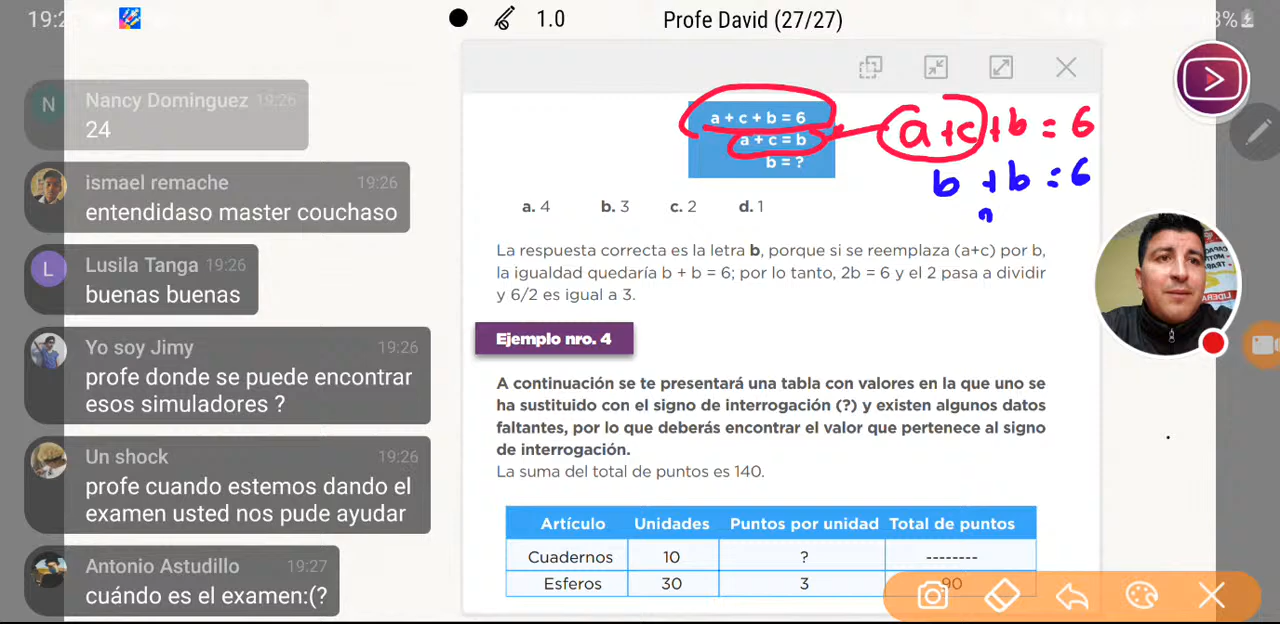 1.0
Profe David (27/27)
Nancy Dominguez 19:26
24
ismael remache 19:26
entendidaso master couchaso
Lusila Tanga 19:26
buenas buenas
Yo soy Jimy 19:26
profe donde se puede encontrar
esos simuladores ?
Un shock 19:26
profe cuando estemos dando el
examen usted nos pude ayudar
Antonio Astudillo 19:27
cuándo es el examen:(?
a + c + b = 6
a + c = b
b = ?
a+c+b = 6
b + b = 6
a. 4 b. 3 c. 2 d. 1
La respuesta correcta es la letra b, porque si se reemplaza (a+c) por b,
la igualdad quedaría b + b = 6; por lo tanto, 2b = 6 y el 2 pasa a dividir
y 6/2 es igual a 3.
Ejemplo nro. 4
A continuación se te presentará una tabla con valores en la que uno se
ha sustituido con el signo de interrogación (?) y existen algunos datos
faltantes, por lo que deberás encontrar el valor que pertenece al signo
de interrogación.
La suma del total de puntos es 140.
Artículo Unidades Puntos por unidad Total de puntos
Cuadernos 10 ? --------
Esferos 30 3 90